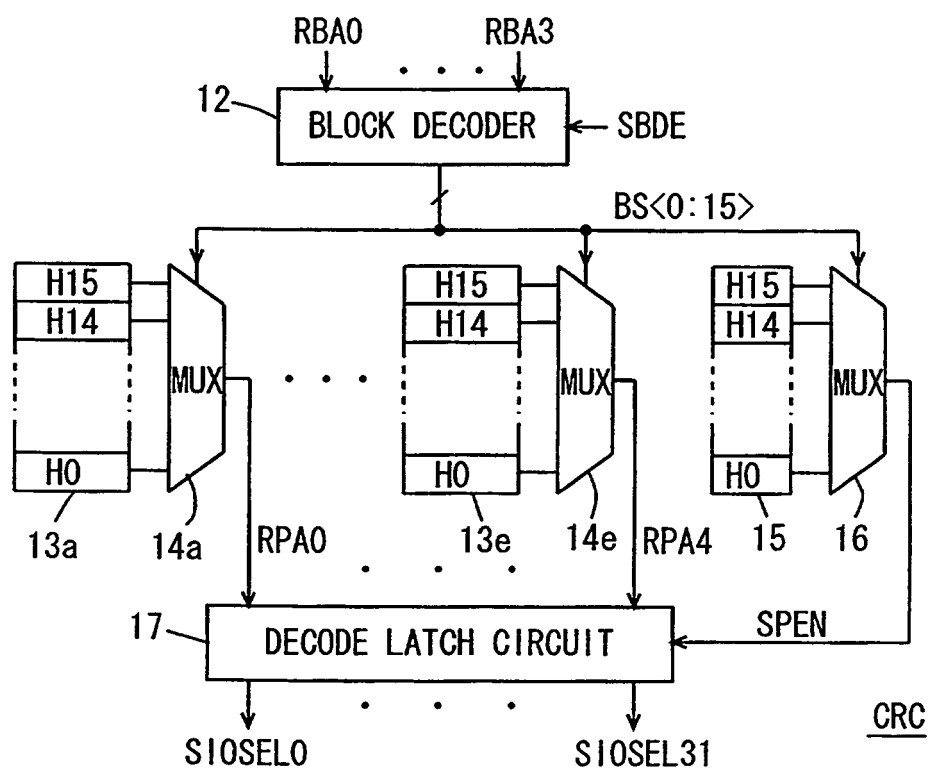 RBA0 RBA3
12
BLOCK DECODER
SBDE
BS<0:15>
H15 H15 H15
H14 H14 H14
MUX MUX MUX
H0 H0 H0
13a 14a 13e 14e 15 16
RPA0 RPA4
17
DECODE LATCH CIRCUIT
SPEN
SIOSEL0 SIOSEL31
CRC